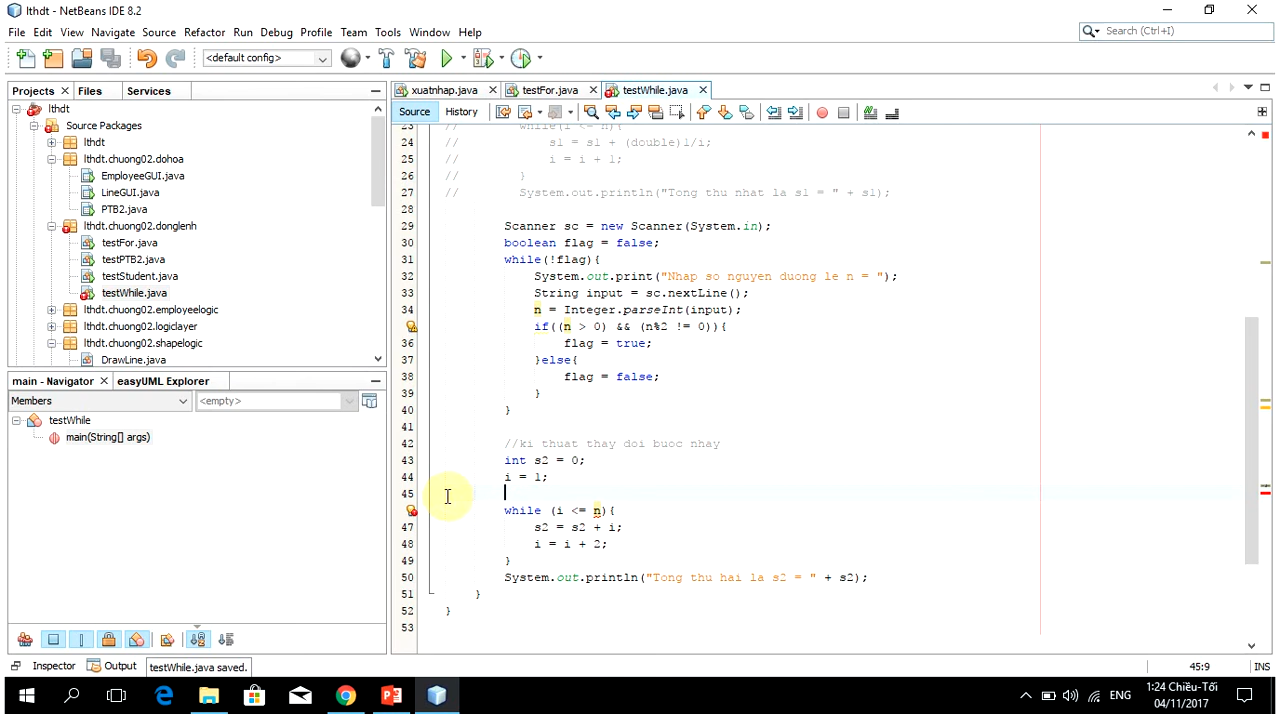 lthdt - NetBeans IDE 8.2
File Edit View Navigate Source Refactor Run Debug Profile Team Tools Window Help
Search (Ctrl+I)
<default config>
Projects Files Services
xuatnhap.java testFor.java testWhile.java
Source History
lthdt
Source Packages
lthdt
lthdt.chuong02.dohoa
EmployeeGUI.java
LineGUI.java
PTB2.java
lthdt.chuong02.donglenh
testFor.java
testPTB2.java
testStudent.java
testWhile.java
lthdt.chuong02.employeelogic
lthdt.chuong02.logiclayer
lthdt.chuong02.shapelogic
DrawLine.java
main - Navigator easyUML Explorer
Members <empty>
testWhile
main(String[] args)
23 // while(i <= n){
24 // s1 = s1 + (double)1/i;
25 // i = i + 1;
26 // }
27 // System.out.println("Tong thu nhat la s1 = " + s1);
28
29 Scanner sc = new Scanner(System.in);
30 boolean flag = false;
31 while(!flag){
32 System.out.print("Nhap so nguyen duong le n = ");
33 String input = sc.nextLine();
34 n = Integer.parseInt(input);
if((n > 0) && (n%2 != 0)){
36 flag = true;
37 }else{
38 flag = false;
39 }
40 }
41
42 //ki thuat thay doi buoc nhay
43 int s2 = 0;
44 i = 1;
45
while (i <= n){
47 s2 = s2 + i;
48 i = i + 2;
49 }
50 System.out.println("Tong thu hai la s2 = " + s2);
51 }
52 }
53
Inspector Output testWhile.java saved.
45:9 INS
ENG 1:24 Chiều-Tối
04/11/2017